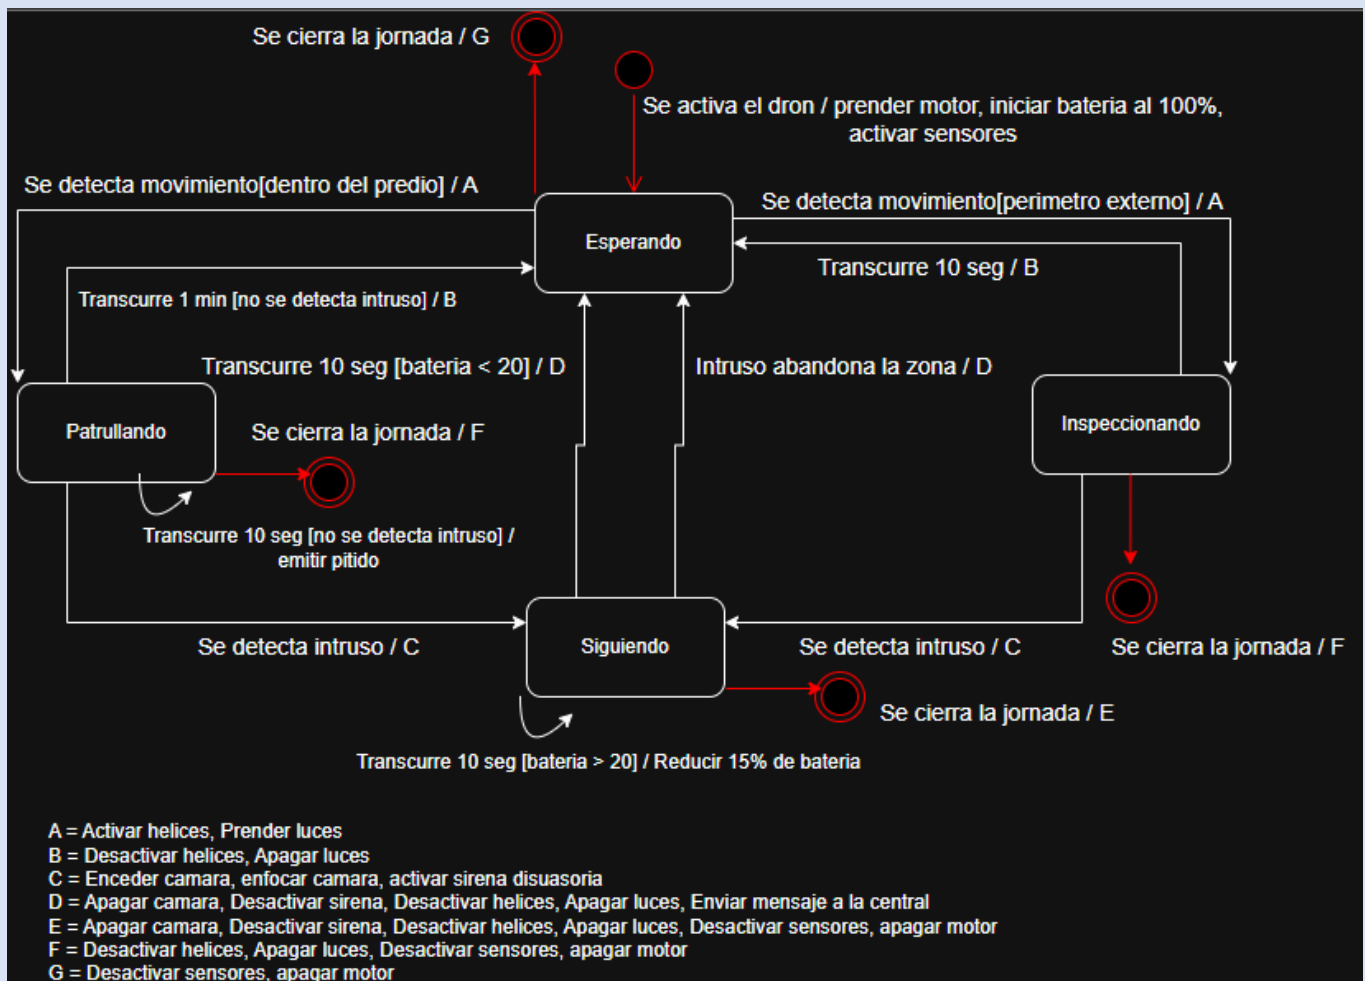 Se cierra la jornada / G
Se activa el dron / prender motor, iniciar bateria al 100%,
activar sensores
Se detecta movimiento[dentro del predio] / A
Se detecta movimiento[perimetro externo] / A
Esperando
Transcurre 10 seg / B
Transcurre 1 min [no se detecta intruso] / B
Transcurre 10 seg [bateria < 20] / D
Intruso abandona la zona / D
Patrullando
Se cierra la jornada / F
Inspeccionando
Transcurre 10 seg [no se detecta intruso] /
emitir pitido
Se detecta intruso / C
Siguiendo
Se detecta intruso / C
Se cierra la jornada / F
Se cierra la jornada / E
Transcurre 10 seg [bateria > 20] / Reducir 15% de bateria
A = Activar helices, Prender luces
B = Desactivar helices, Apagar luces
C = Enceder camara, enfocar camara, activar sirena disuasoria
D = Apagar camara, Desactivar sirena, Desactivar helices, Apagar luces, Enviar mensaje a la central
E = Apagar camara, Desactivar sirena, Desactivar helices, Apagar luces, Desactivar sensores, apagar motor
F = Desactivar helices, Apagar luces, Desactivar sensores, apagar motor
G = Desactivar sensores, apagar motor